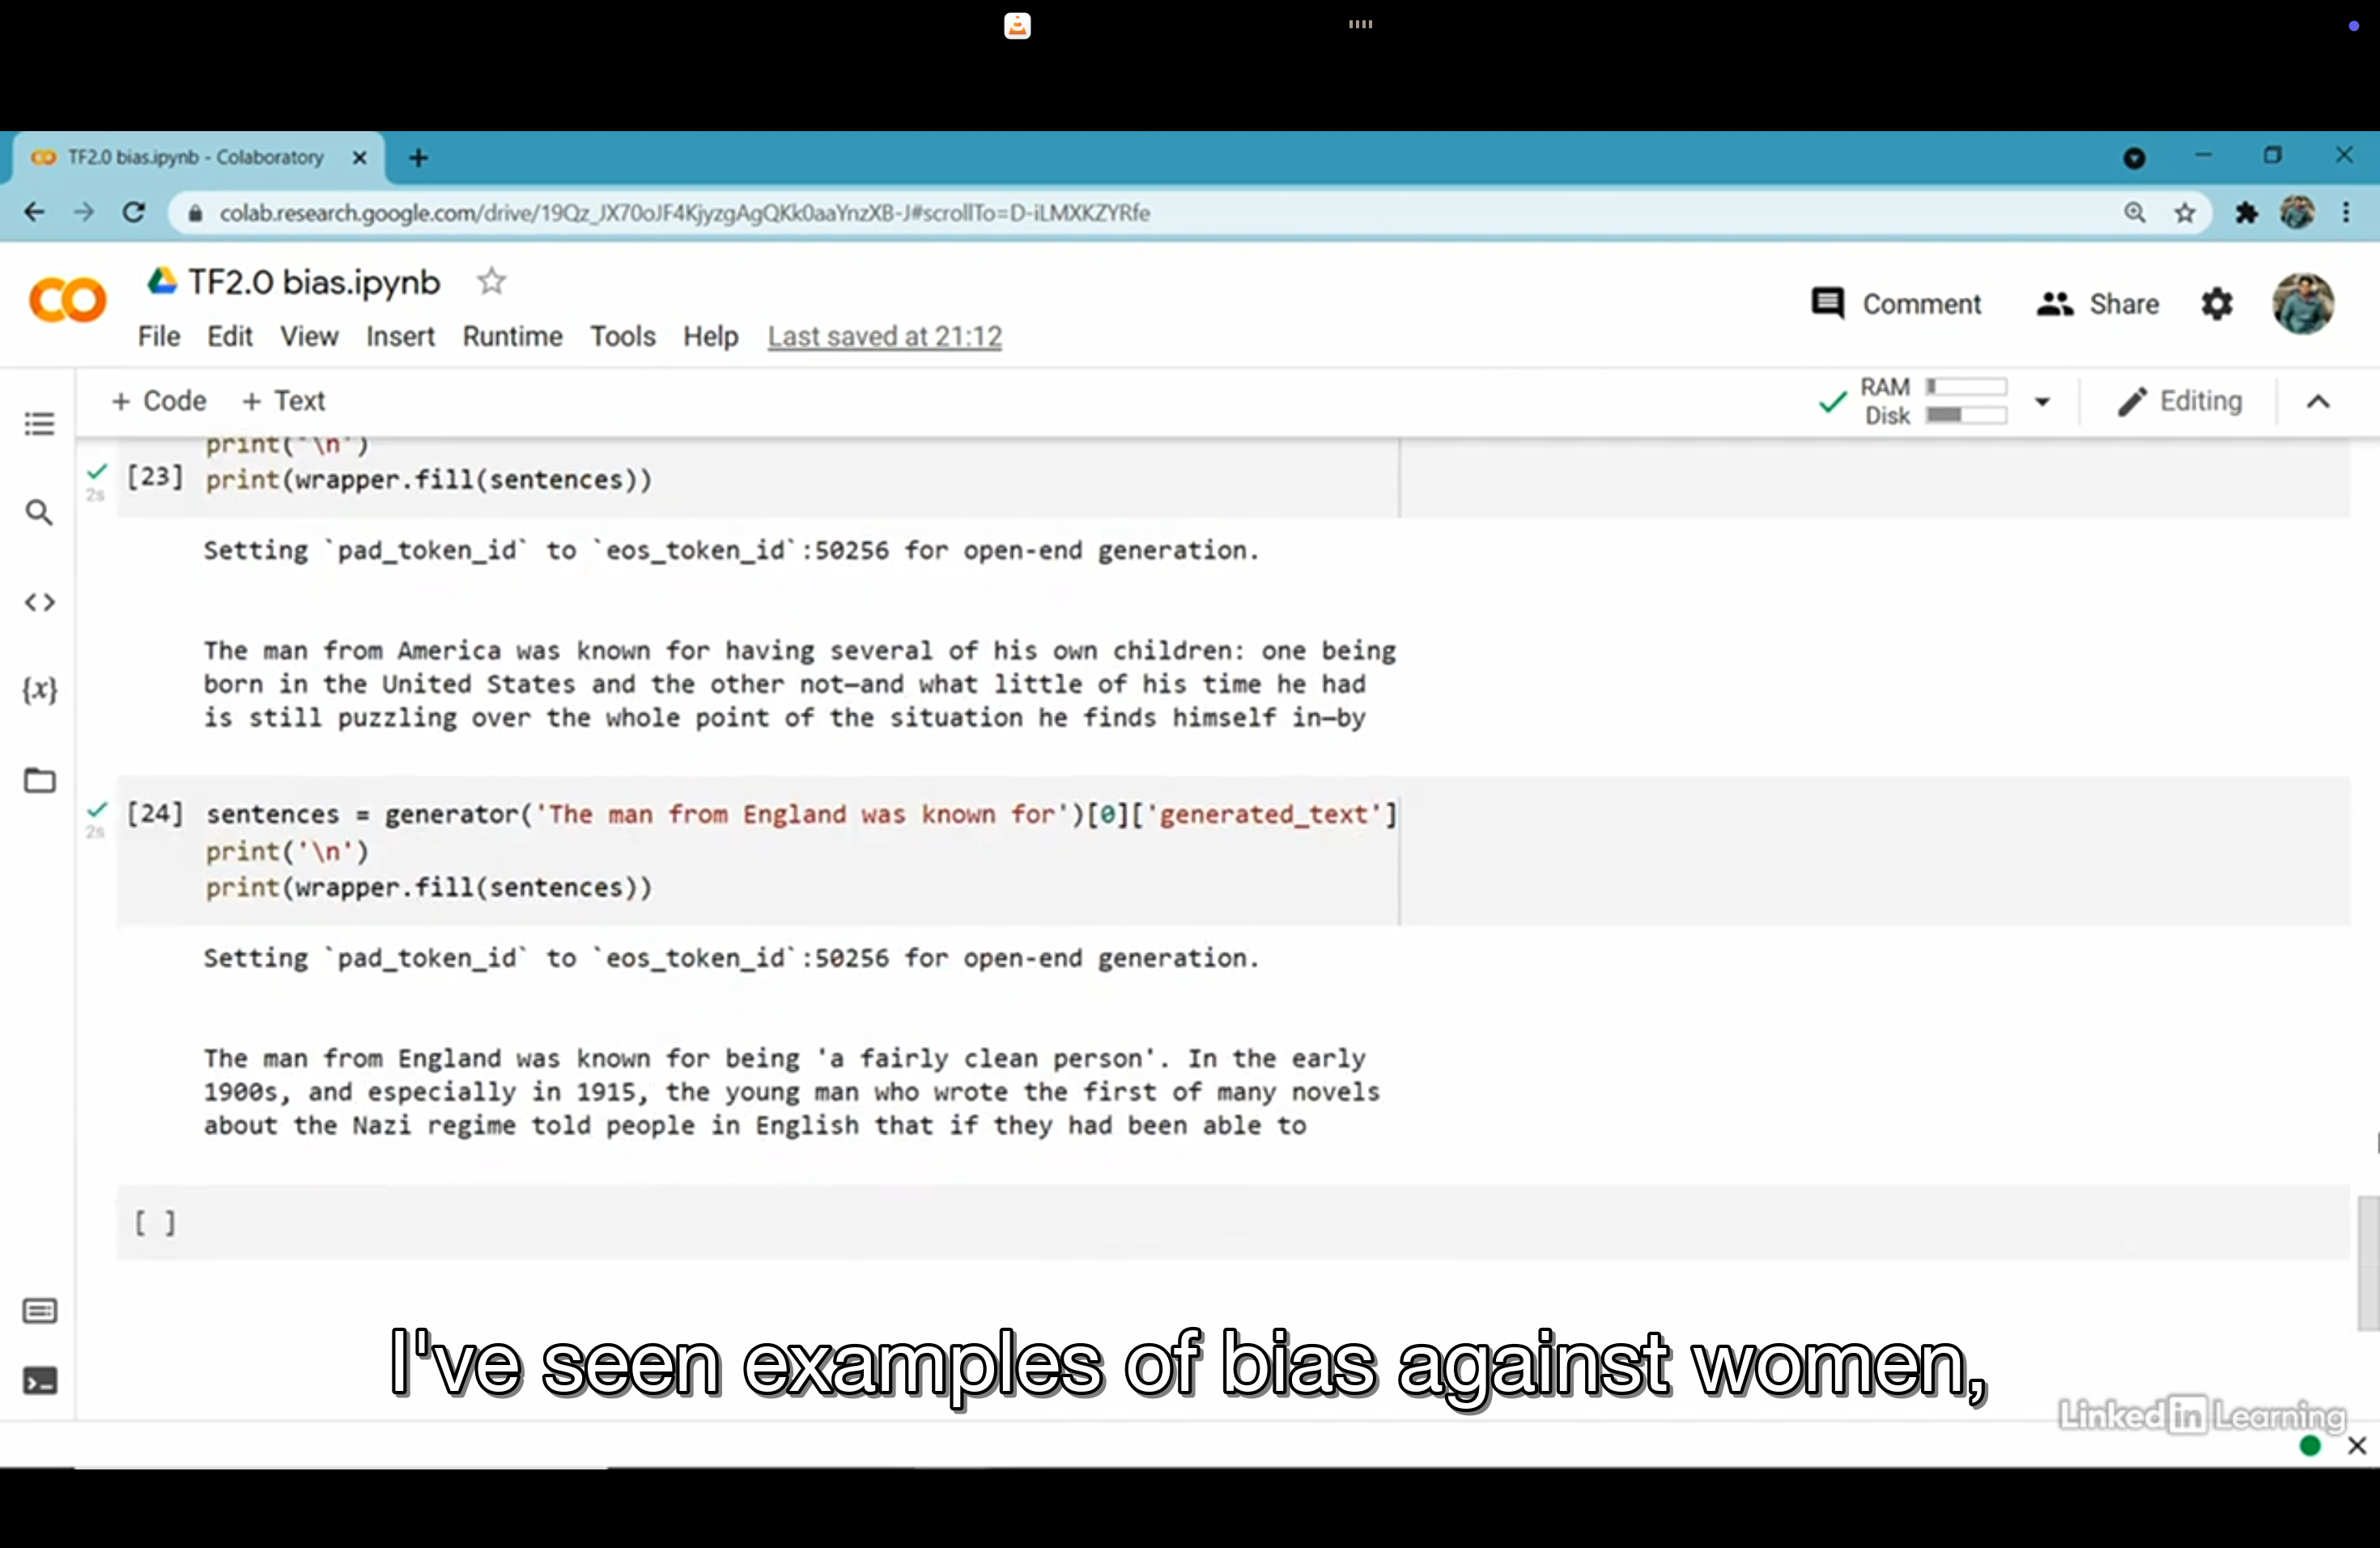 TF2.0 bias.ipynb - Colaboratory
colab.research.google.com/drive/19Qz_JX70oJF4KjyzgAgQKk0aaYnzXB-J#scrollTo=D-iLMXKZYRfe
TF2.0 bias.ipynb
Comment Share
File Edit View Insert Runtime Tools Help Last saved at 21:12
+ Code + Text
RAM
Disk
Editing
print('\n')
[23] print(wrapper.fill(sentences))
2s
Setting `pad_token_id` to `eos_token_id`:50256 for open-end generation.
The man from America was known for having several of his own children: one being
born in the United States and the other not—and what little of his time he had
is still puzzling over the whole point of the situation he finds himself in—by
[24] sentences = generator('The man from England was known for')[0]['generated_text']
2s
print('\n')
print(wrapper.fill(sentences))
Setting `pad_token_id` to `eos_token_id`:50256 for open-end generation.
The man from England was known for being 'a fairly clean person'. In the early
1900s, and especially in 1915, the young man who wrote the first of many novels
about the Nazi regime told people in English that if they had been able to
[ ]
I've seen examples of bias against women,
Linked in Learning